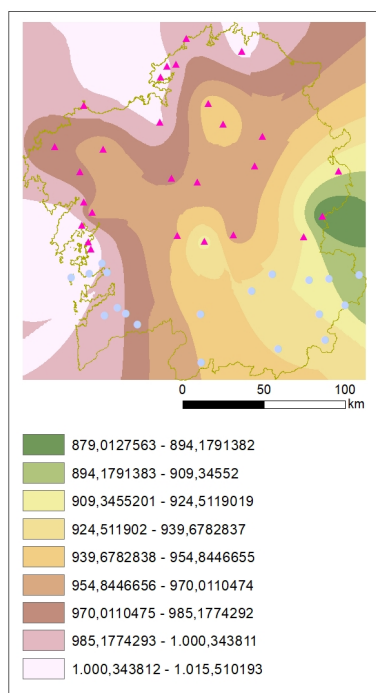 0 50 100
km
879,0127563 - 894,1791382
894,1791383 - 909,34552
909,3455201 - 924,5119019
924,511902 - 939,6782837
939,6782838 - 954,8446655
954,8446656 - 970,0110474
970,0110475 - 985,1774292
985,1774293 - 1.000,343811
1.000,343812 - 1.015,510193